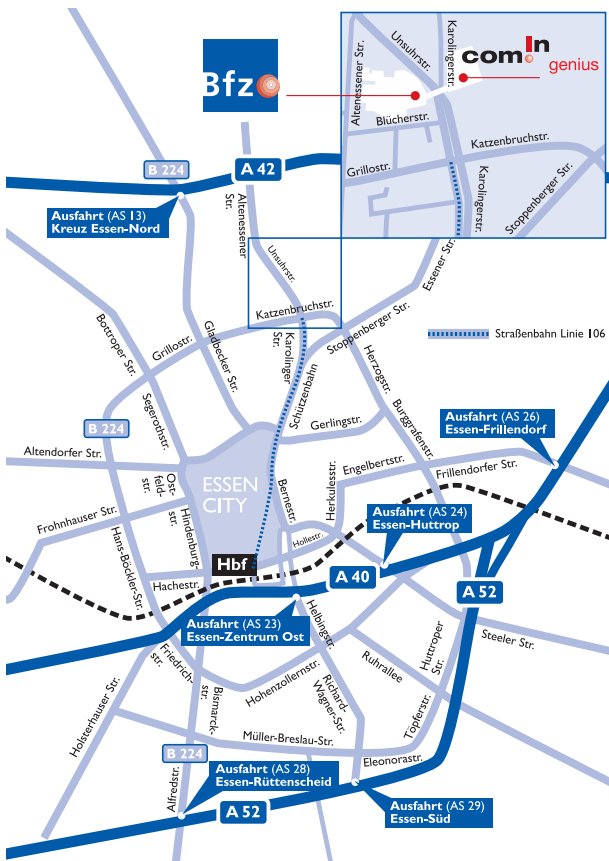 Bfz
com.In
genius
Altenessener Str.
Unsuhrstr.
Karolingerstr.
Blücherstr.
Katzenbruchstr.
Grillostr.
Karolingerstr.
Stoppenberger Str.
B 224
A 42
Ausfahrt (AS 13)
Kreuz Essen-Nord
Altenessener
Str.
Unsuhrstr.
Essener Str.
Katzenbruchstr.
Straßenbahn Linie 106
Bottroper Str.
Grillostr.
Gladbecker Str.
Karolinger
Str.
Schützenbahn
Stoppenberger Str.
Herzogstr.
Segerothstr.
B 224
Gerlingstr.
Burggrafenstr.
Ausfahrt (AS 26)
Essen-Frillendorf
Altendorfer Str.
Ost-
feld-
str.
ESSEN
CITY
Bernestr.
Herkulesstr.
Engelbertstr.
Frillendorfer Str.
Ausfahrt (AS 24)
Essen-Huttrop
Frohnhauser Str.
Hans-Böckler-Str.
Hindenburg-
str.
Hollestr.
Hbf
Hachestr.
A 40
A 52
Ausfahrt (AS 23)
Essen-Zentrum Ost
Helbingstr.
Steeler Str.
Huttroper
Str.
Ruhrallee
Friedrich-
str.
Hohenzollernstr.
Richard-
Wagner-Str.
Holsterhauser Str.
Bismarck-
str.
Töpferstr.
Müller-Breslau-Str.
Eleonorastr.
B 224
Alfredstr.
Ausfahrt (AS 28)
Essen-Rüttenscheid
A 52
Ausfahrt (AS 29)
Essen-Süd